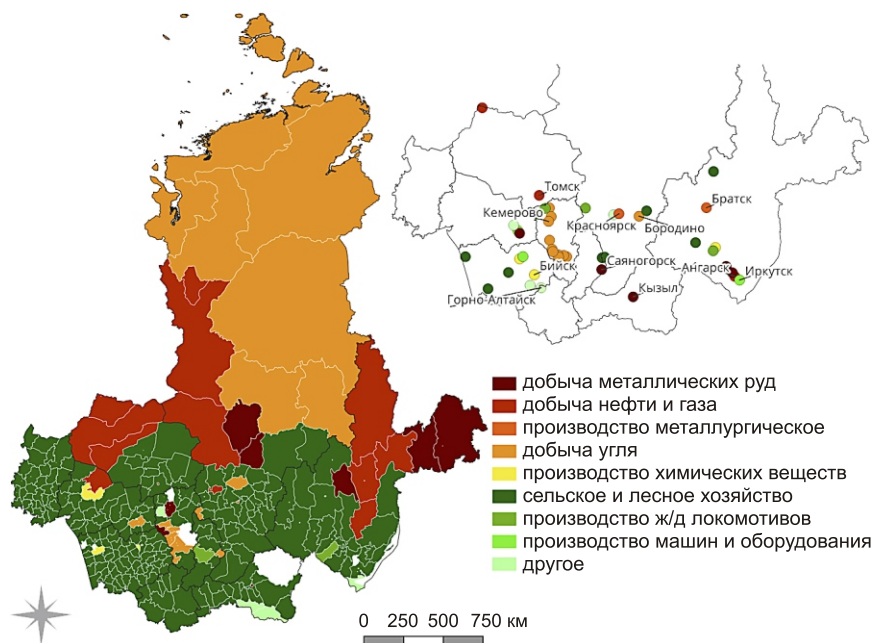 Томск
Кемерово
Братск
Красноярск
Бородино
Бийск
Саяногорск
Ангарск
Иркутск
Горно-Алтайск
Кызыл
добыча металлических руд
добыча нефти и газа
производство металлургическое
добыча угля
производство химических веществ
сельское и лесное хозяйство
производство ж/д локомотивов
производство машин и оборудования
другое
0 250 500 750 км